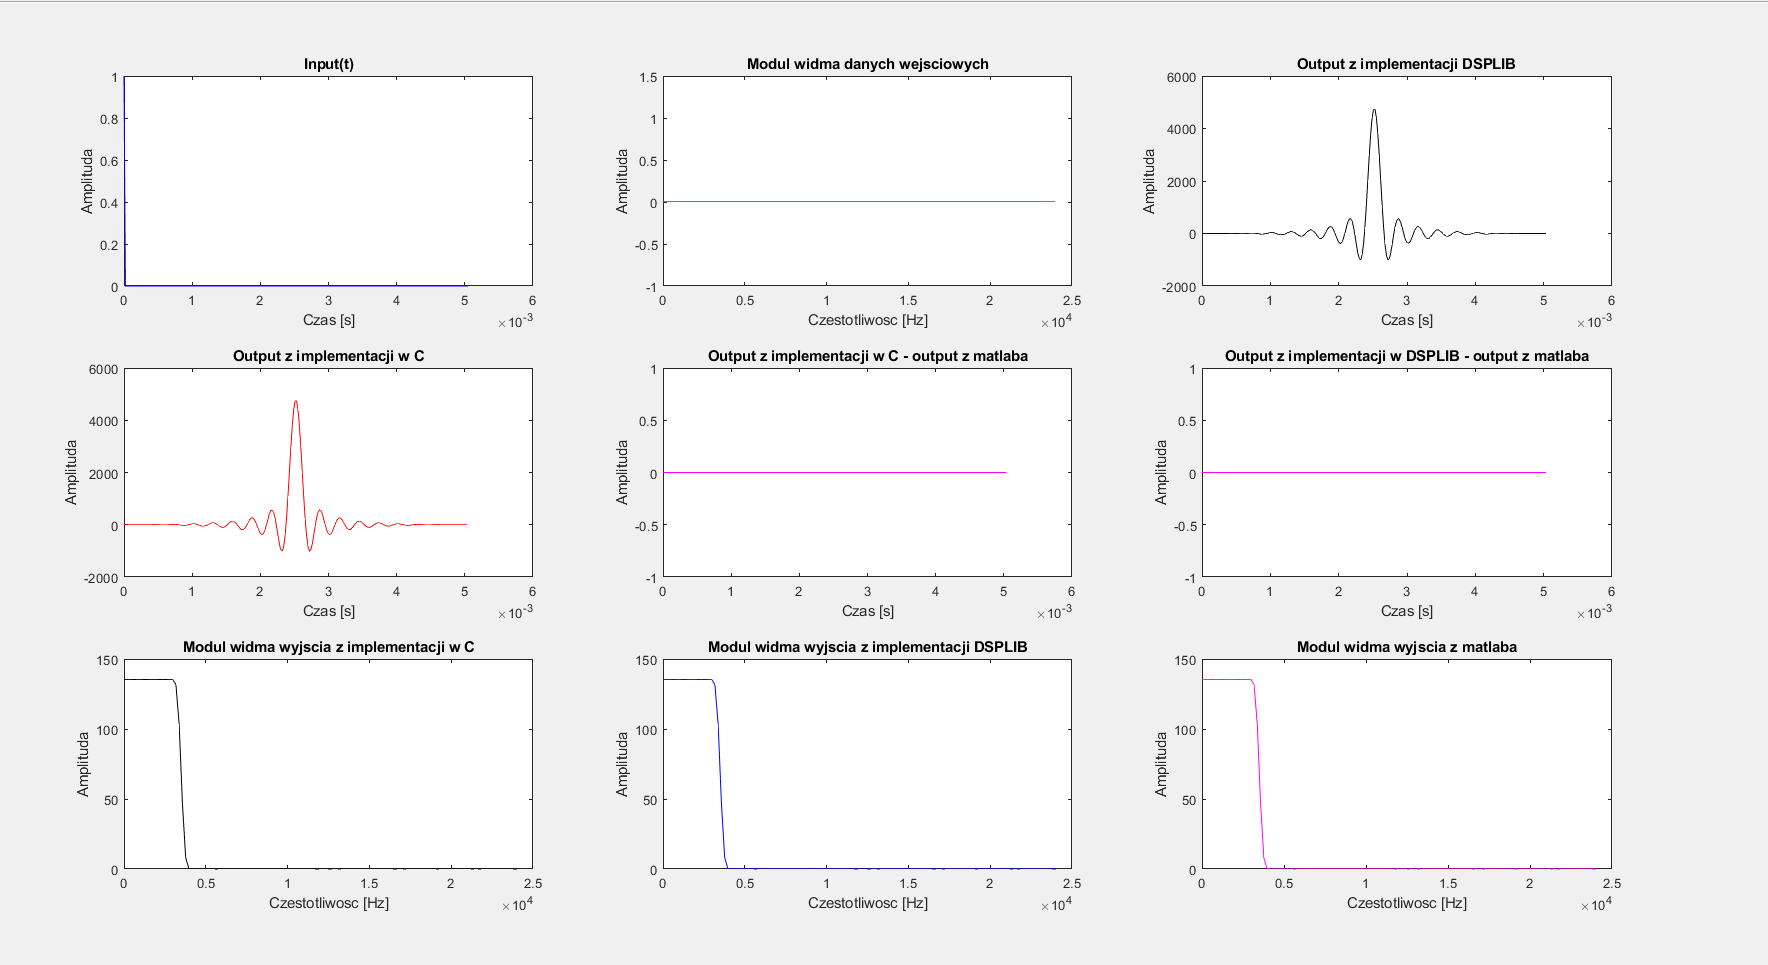 Input(t)
Amplituda
1
0.8
0.6
0.4
0.2
0
0 1 2 3 4 5 6
Czas [s]
×10-3
Modul widma danych wejsciowych
Amplituda
1.5
1
0.5
0
-0.5
-1
0 0.5 1 1.5 2 2.5
Czestotliwosc [Hz]
×104
Output z implementacji DSPLIB
Amplituda
6000
4000
2000
0
-2000
0 1 2 3 4 5 6
Czas [s]
×10-3
Output z implementacji w C
Amplituda
6000
4000
2000
0
-2000
0 1 2 3 4 5 6
Czas [s]
×10-3
Output z implementacji w C - output z matlaba
Amplituda
1
0.5
0
-0.5
-1
0 1 2 3 4 5 6
Czas [s]
×10-3
Output z implementacji w DSPLIB - output z matlaba
Amplituda
1
0.5
0
-0.5
-1
0 1 2 3 4 5 6
Czas [s]
×10-3
Modul widma wyjscia z implementacji w C
Amplituda
150
100
50
0
0 0.5 1 1.5 2 2.5
Czestotliwosc [Hz]
×104
Modul widma wyjscia z implementacji DSPLIB
Amplituda
150
100
50
0
0 0.5 1 1.5 2 2.5
Czestotliwosc [Hz]
×104
Modul widma wyjscia z matlaba
Amplituda
150
100
50
0
0 0.5 1 1.5 2 2.5
Czestotliwosc [Hz]
×104